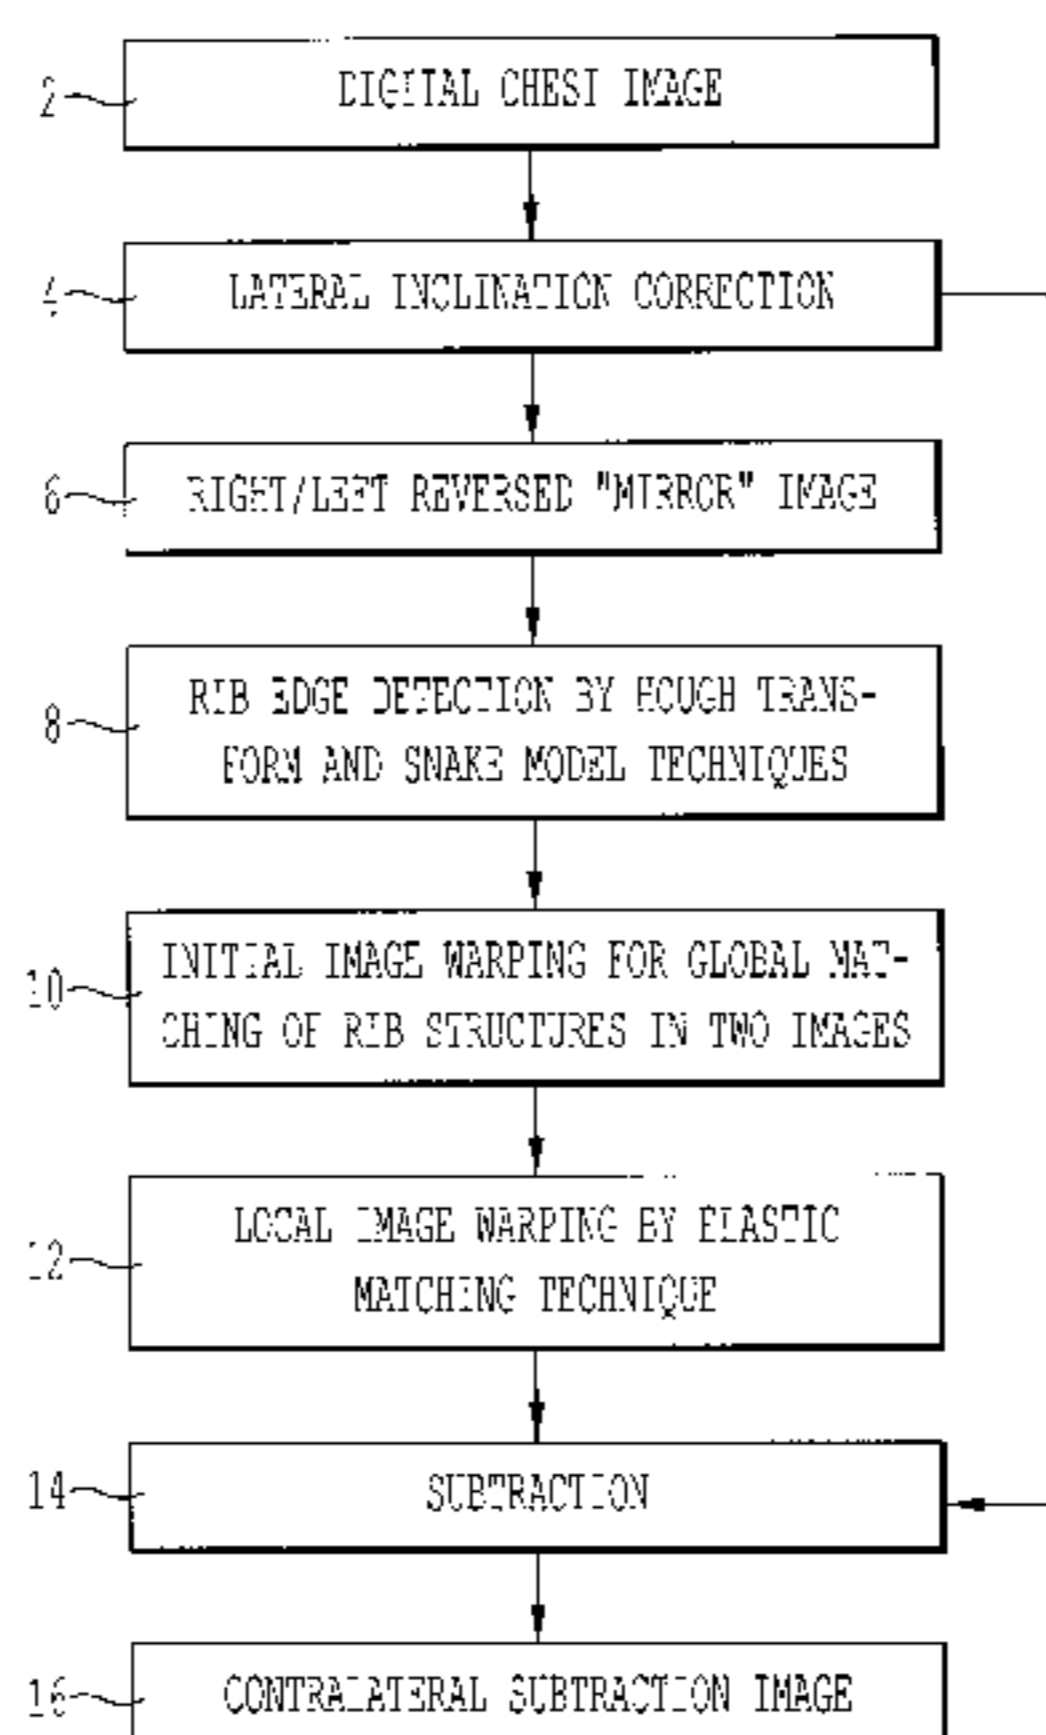 2
DIGITAL CHEST IMAGE
4
LATERAL INCLINATION CORRECTION
6
RIGHT/LEFT REVERSED "MIRROR" IMAGE
8
RIB EDGE DETECTION BY HOUGH TRANS-
FORM AND SNAKE MODEL TECHNIQUES
10
INITIAL IMAGE WARPING FOR GLOBAL MAT-
CHING OF RIB STRUCTURES IN TWO IMAGES
12
LOCAL IMAGE WARPING BY ELASTIC
MATCHING TECHNIQUE
14
SUBTRACTION
16
CONTRALATERAL SUBTRACTION IMAGE